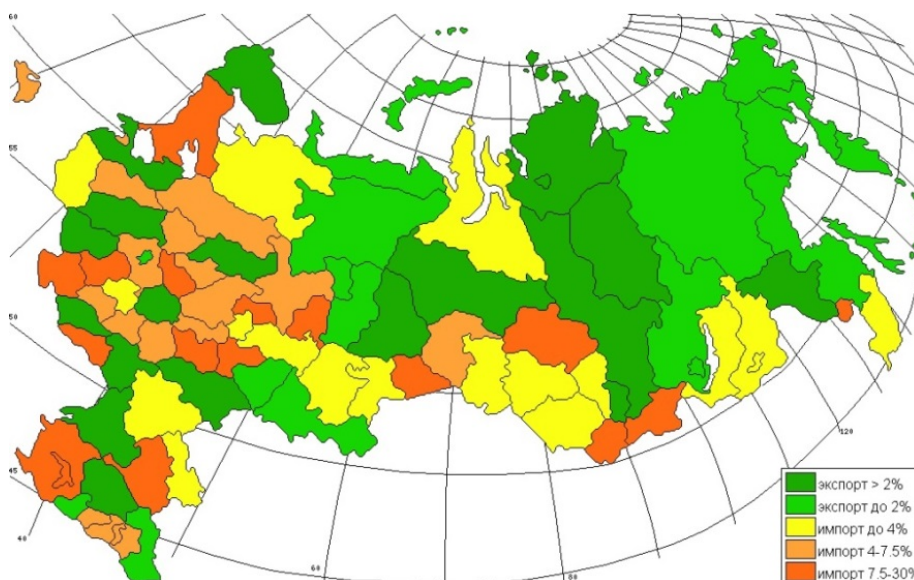 60
55
50
45
40
60
80
120
экспорт > 2%
экспорт до 2%
импорт до 4%
импорт 4-7.5%
импорт 7.5-30%